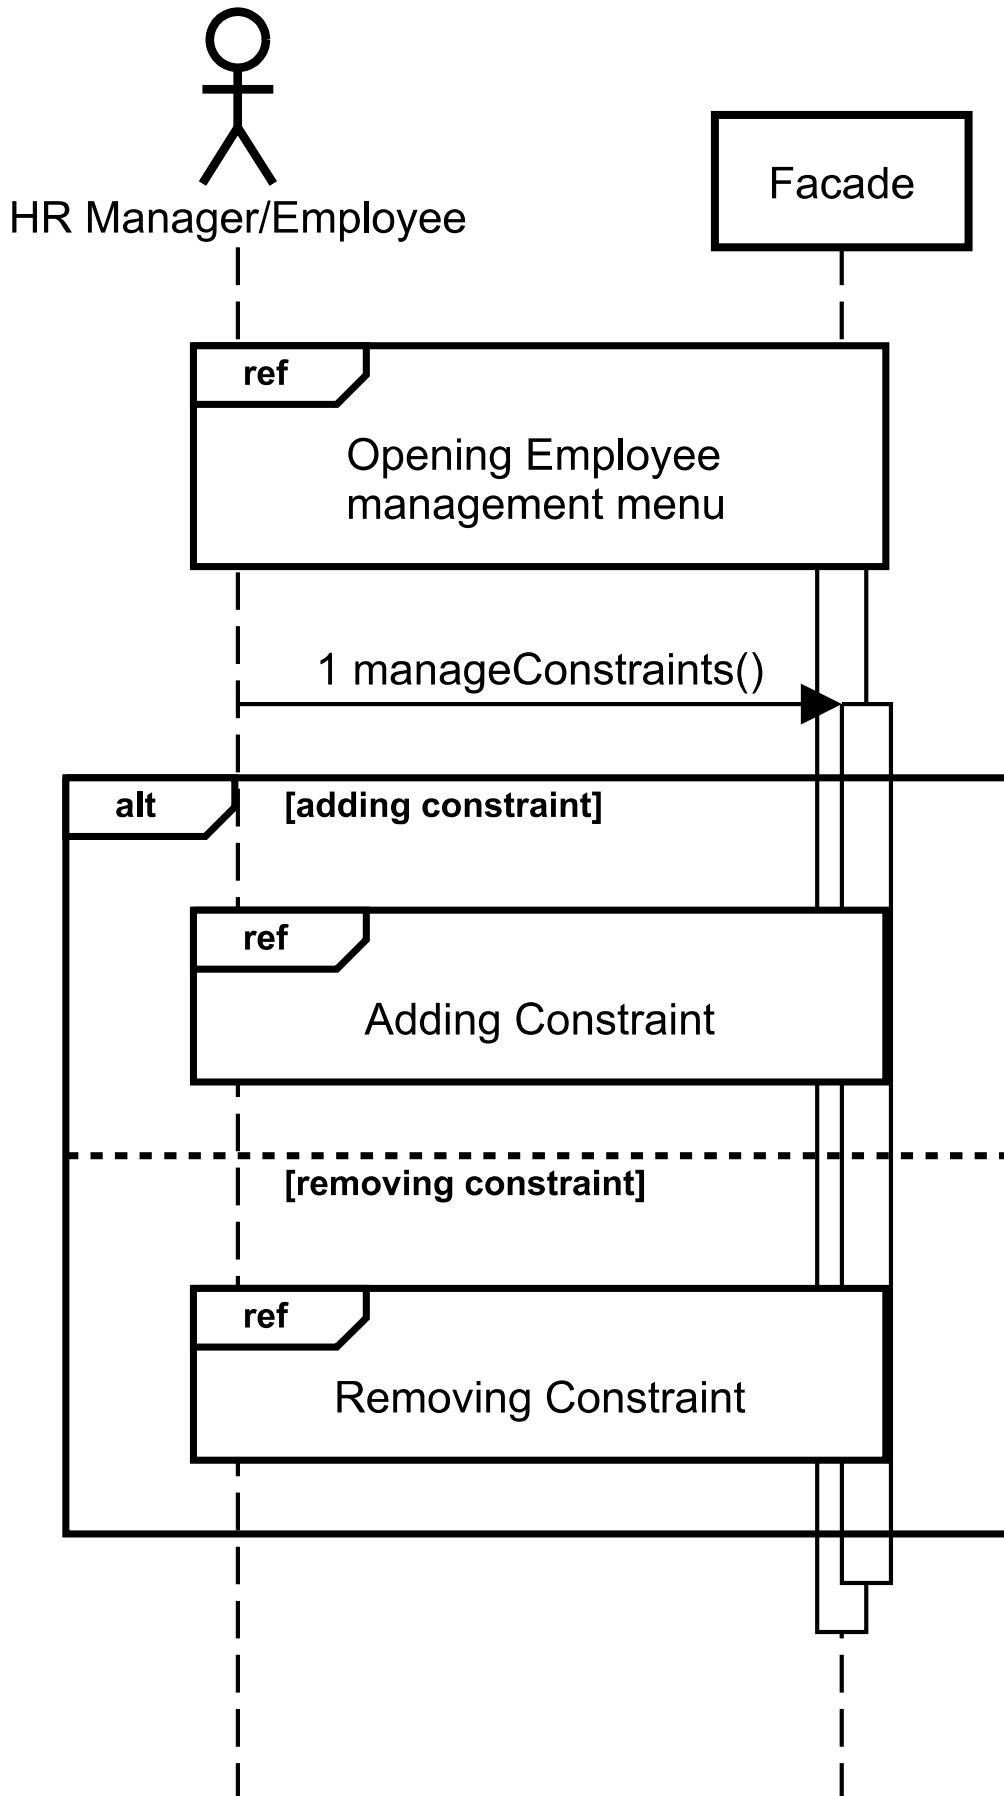 HR Manager/Employee
Facade
ref
Opening Employee
management menu
1 manageConstraints()
alt
[adding constraint]
ref
Adding Constraint
[removing constraint]
ref
Removing Constraint